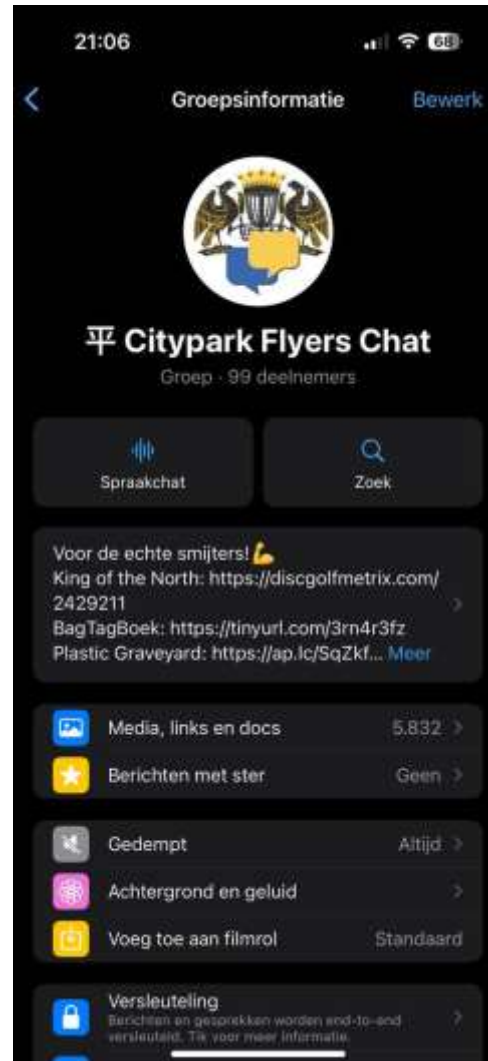 21:06
68
Groepsinformatie
Bewerk
平 Citypark Flyers Chat
Groep · 99 deelnemers
Spraakchat
Zoek
Voor de echte smijters!💪
King of the North: https://discgolfmetrix.com/
2429211
BagTagBoek: https://tinyurl.com/3rn4r3fz
Plastic Graveyard: https://ap.lc/SqZkf... Meer
Media, links en docs
5.832
Berichten met ster
Geen
Gedempt
Altijd
Achtergrond en geluid
Voeg toe aan filmrol
Standaard
Versleuteling
Berichten en gesprekken worden end-to-end
versleuteld. Tik voor meer informatie.